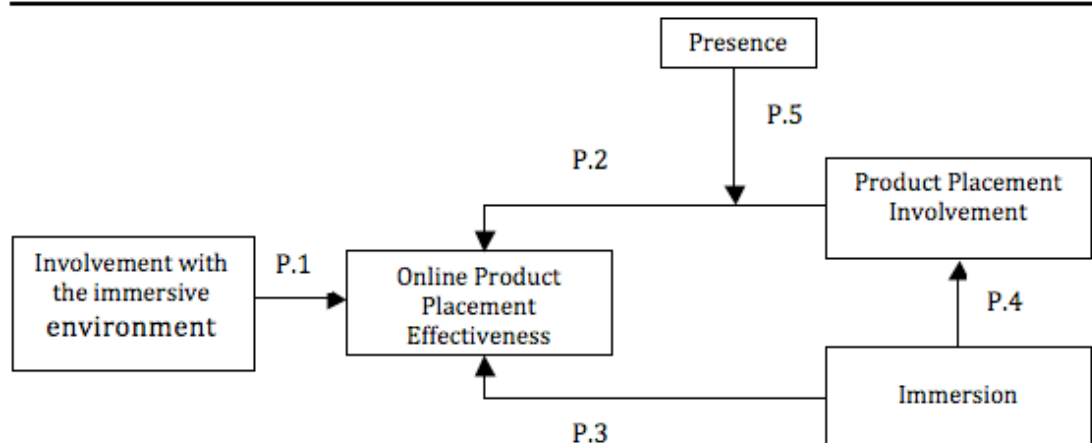 Presence
P.5
P.2
Product Placement
Involvement
Involvement with
the immersive
environment
P.1
Online Product
Placement
Effectiveness
P.4
Immersion
P.3